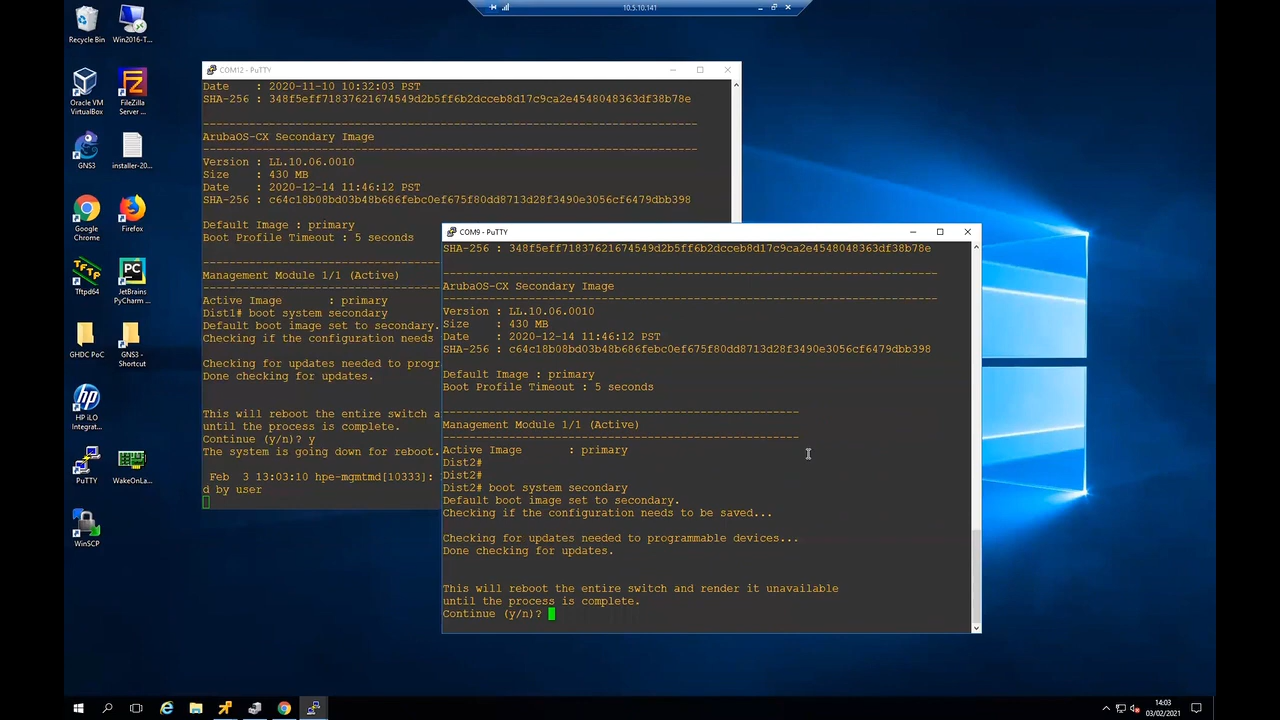 10.5.10.141
Recycle Bin
Win2016-T...
Oracle VM
VirtualBox
FileZilla
Server ...
GNS3
installer-20...
Google
Chrome
Firefox
Tftpd64
JetBrains
PyCharm ...
GHDC PoC
GNS3 -
Shortcut
HP iLO
Integrat...
PuTTY
WakeOnLa...
WinSCP
COM12 - PuTTY
Date    : 2020-11-10 10:32:03 PST
SHA-256 : 348f5eff71837621674549d2b5ff6b2dcceb8d17c9ca2e4548048363df38b78e
---------------------------------------------------------------------------
ArubaOS-CX Secondary Image
---------------------------------------------------------------------------
Version : LL.10.06.0010
Size    : 430 MB
Date    : 2020-12-14 11:46:12 PST
SHA-256 : c64c18b08bd03b48b686febc0ef675f80dd8713d28f3490e3056cf6479dbb398
Default Image : primary
Boot Profile Timeout : 5 seconds
------------------------------------
Management Module 1/1 (Active)
------------------------------------
Active Image       : primary
Dist1# boot system secondary
Default boot image set to secondary.
Checking if the configuration needs
Checking for updates needed to progr
Done checking for updates.
This will reboot the entire switch a
until the process is complete.
Continue (y/n)? y
The system is going down for reboot.
Feb  3 13:03:10 hpe-mgmtmd[10333]:
d by user
COM9 - PuTTY
SHA-256 : 348f5eff71837621674549d2b5ff6b2dcceb8d17c9ca2e4548048363df38b78e
---------------------------------------------------------------------------
ArubaOS-CX Secondary Image
---------------------------------------------------------------------------
Version : LL.10.06.0010
Size    : 430 MB
Date    : 2020-12-14 11:46:12 PST
SHA-256 : c64c18b08bd03b48b686febc0ef675f80dd8713d28f3490e3056cf6479dbb398
Default Image : primary
Boot Profile Timeout : 5 seconds
------------------------------------------------------
Management Module 1/1 (Active)
------------------------------------------------------
Active Image       : primary
Dist2#
Dist2#
Dist2# boot system secondary
Default boot image set to secondary.
Checking if the configuration needs to be saved...
Checking for updates needed to programmable devices...
Done checking for updates.
This will reboot the entire switch and render it unavailable
until the process is complete.
Continue (y/n)?
14:03
03/02/2021